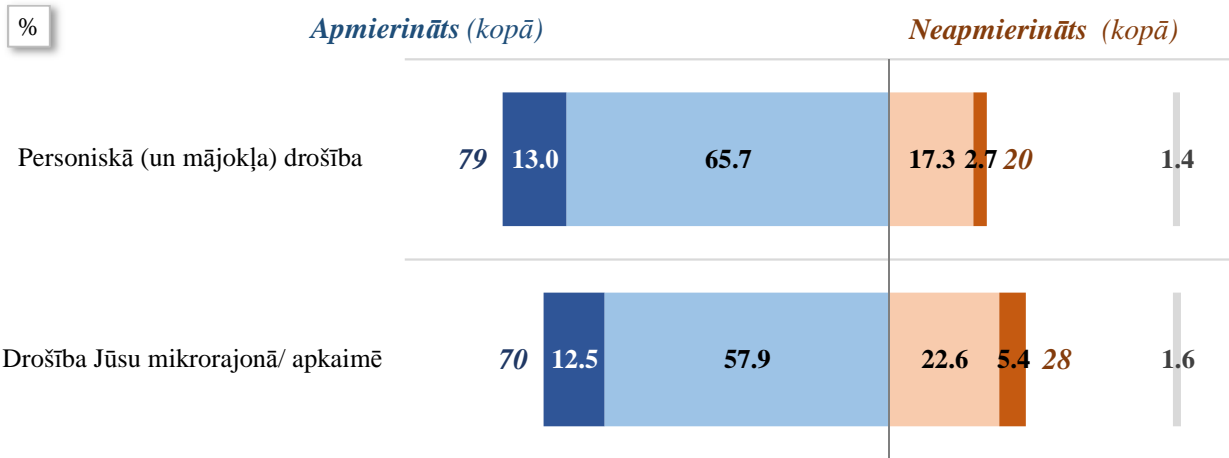 %
Apmierināts (kopā)
Neapmierināts (kopā)
Personiskā (un mājokļa) drošība
79 13.0 65.7 17.3 2.7 20 1.4
Drošība Jūsu mikrorajonā/ apkaimē
70 12.5 57.9 22.6 5.4 28 1.6